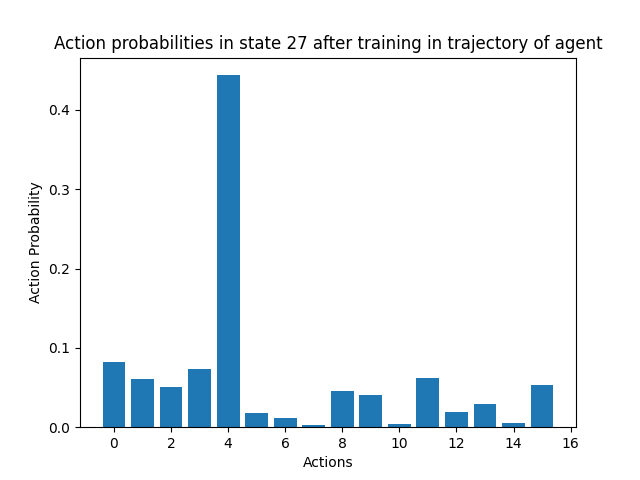 Action probabilities in state 27 after training in trajectory of agent
Action Probability
0.4
0.3
0.2
0.1
0.0
0 2 4 6 8 10 12 14 16
Actions